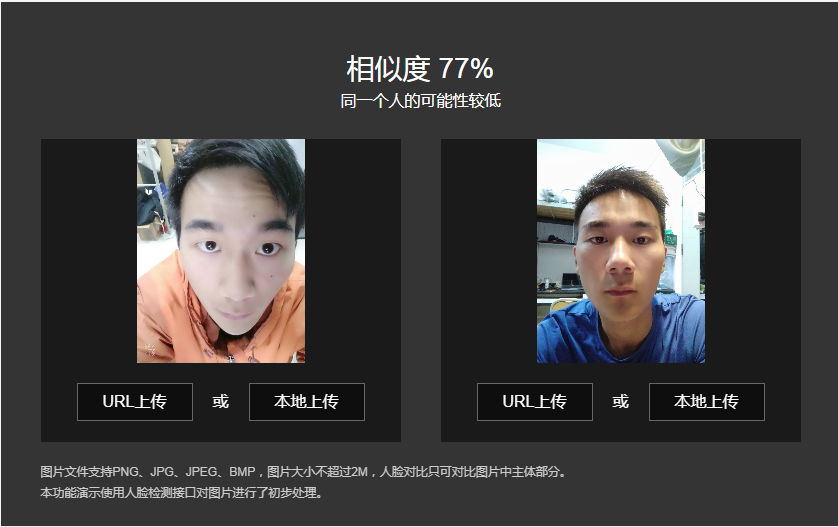 相似度 77%
同一个人的可能性较低
URL上传 或 本地上传 URL上传 或 本地上传
图片文件支持PNG、JPG、JPEG、BMP，图片大小不超过2M，人脸对比只可对比图片中主体部分。
本功能演示使用人脸检测接口对图片进行了初步处理。